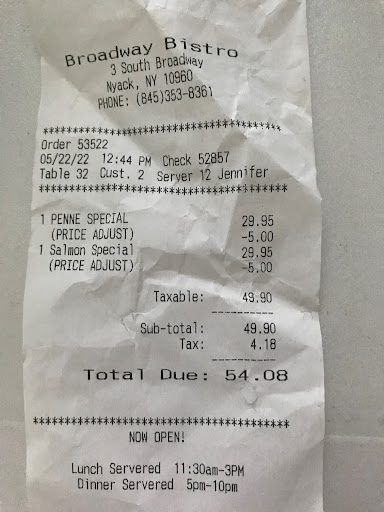 Broadway Bistro
3 South Broadway
Nyack, NY 10960
PHONE: (845)353-8361
************************************
Order 53522
05/22/22 12:44 PM Check 52857
Table 32 Cust. 2 Server 12 Jennifer
************************************
1 PENNE SPECIAL 29.95
(PRICE ADJUST) -5.00
1 Salmon Special 29.95
(PRICE ADJUST) -5.00
Taxable: 49.90
-----------
Sub-total: 49.90
Tax: 4.18
-----------
Total Due: 54.08
************************************
NOW OPEN!
Lunch Servered 11:30am-3PM
Dinner Servered 5pm-10pm